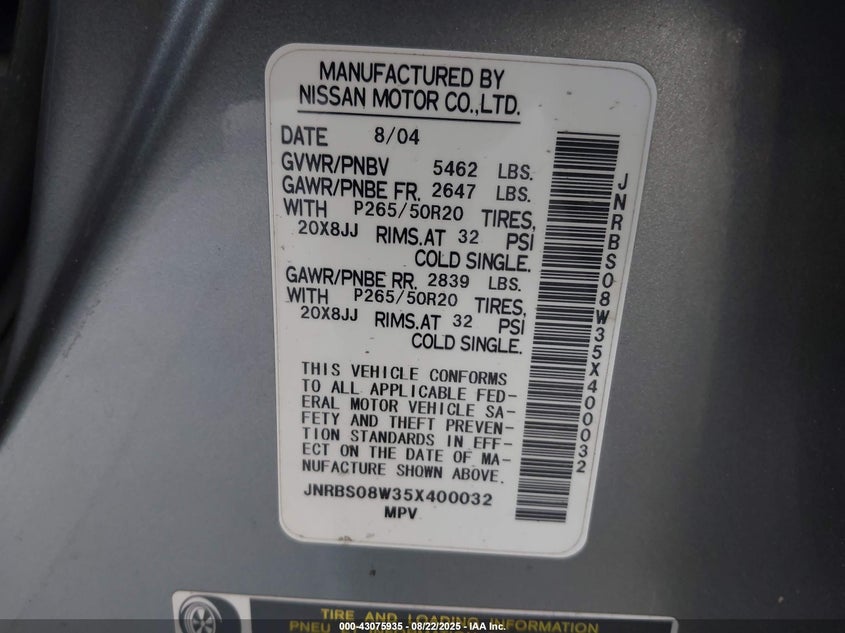 MANUFACTURED BY
NISSAN MOTOR CO.,LTD.
DATE 8/04
GVWR/PNBV 5462 LBS.
GAWR/PNBE FR. 2647 LBS.
WITH P265/50R20 TIRES,
20X8JJ RIMS.AT 32 PSI
COLD SINGLE.
GAWR/PNBE RR. 2839 LBS.
WITH P265/50R20 TIRES,
20X8JJ RIMS.AT 32 PSI
COLD SINGLE.
THIS VEHICLE CONFORMS
TO ALL APPLICABLE FED-
ERAL MOTOR VEHICLE SA-
FETY AND THEFT PREVEN-
TION STANDARDS IN EFF-
ECT ON THE DATE OF MA-
NUFACTURE SHOWN ABOVE.
JNRBS08W35X400032
MPV
JNRBS08W35X400032
TIRE AND LOADING INFORMATION
PNEU
000-43075935 - 08/22/2025 - IAA Inc.